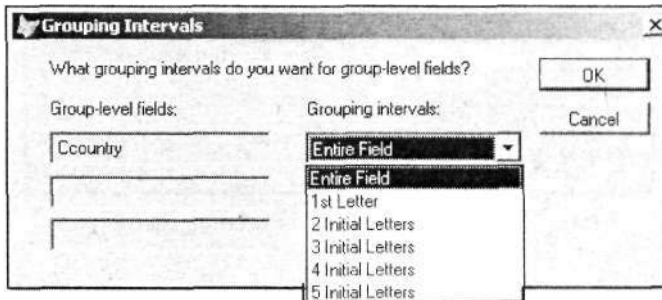 Grouping Intervals
What grouping intervals do you want for group-level fields?
OK
Group-level fields:
Grouping intervals:
Cancel
Ccountry
Entire Field
Entire Field
1st Letter
2 Initial Letters
3 Initial Letters
4 Initial Letters
5 Initial Letters